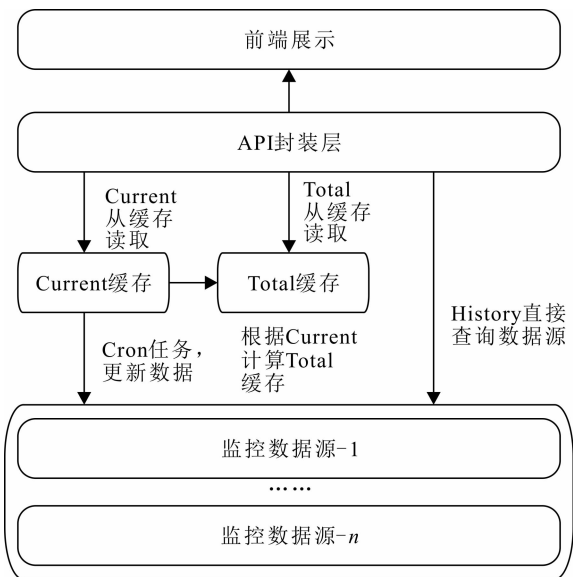 前端展示
API封装层
Current
从缓存
读取
Total
从缓存
读取
Current缓存
Total缓存
History直接
查询数据源
Cron任务，
更新数据
根据Current
计算Total
缓存
监控数据源-1
……
监控数据源-n